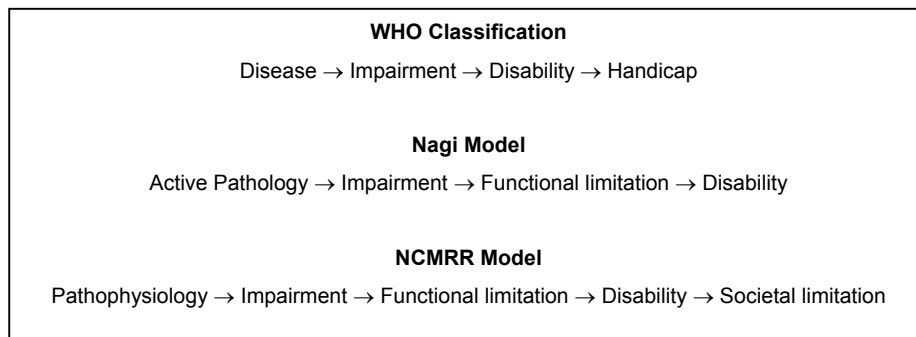 WHO Classification
Disease → Impairment → Disability → Handicap
Nagi Model
Active Pathology → Impairment → Functional limitation → Disability
NCMRR Model
Pathophysiology → Impairment → Functional limitation → Disability → Societal limitation